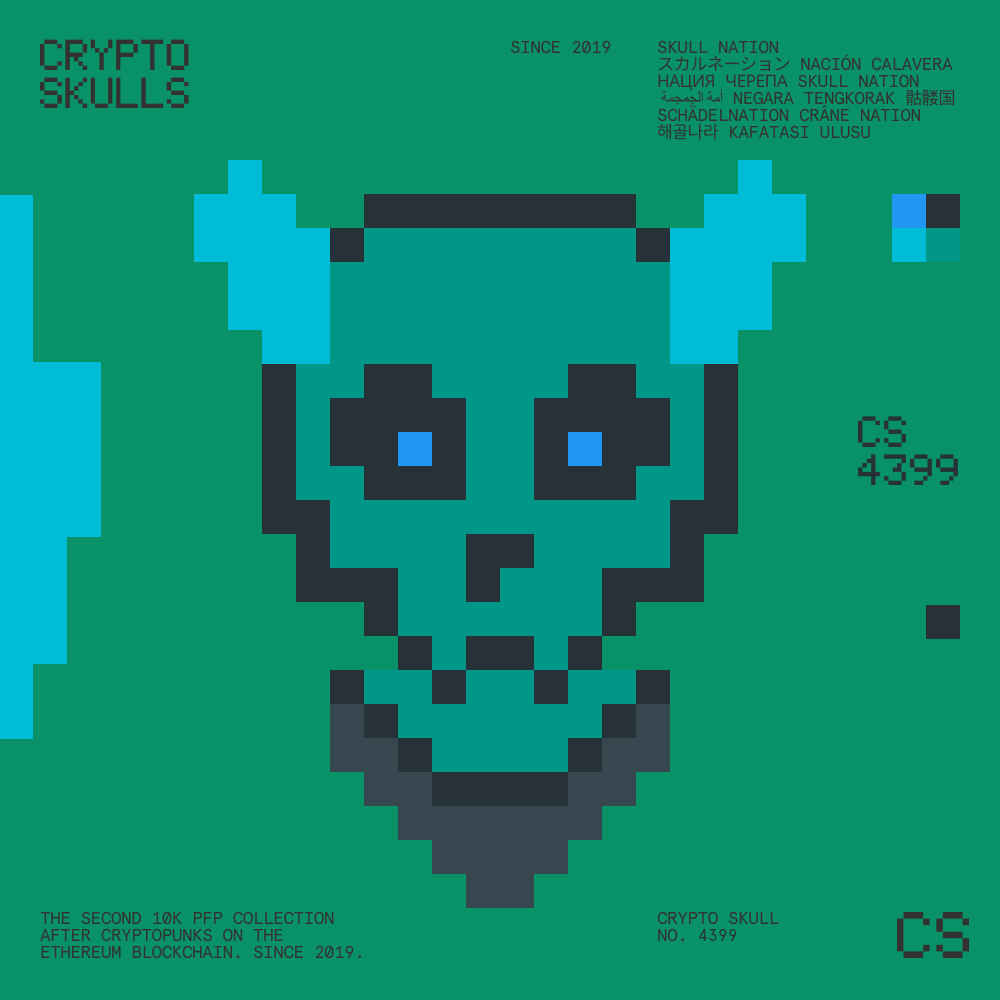 CRYPTO
SKULLS
SINCE 2019
SKULL NATION
スカルネーション NACIÓN CALAVERA
НАЦИЯ ЧЕРЕПА SKULL NATION
أمة الجمجمة NEGARA TENGKORAK 骷髅国
SCHÄDELNATION CRÂNE NATION
해골나라 KAFATASI ULUSU
CS
4399
THE SECOND 10K PFP COLLECTION
AFTER CRYPTOPUNKS ON THE
ETHEREUM BLOCKCHAIN. SINCE 2019.
CRYPTO SKULL
NO. 4399
CS